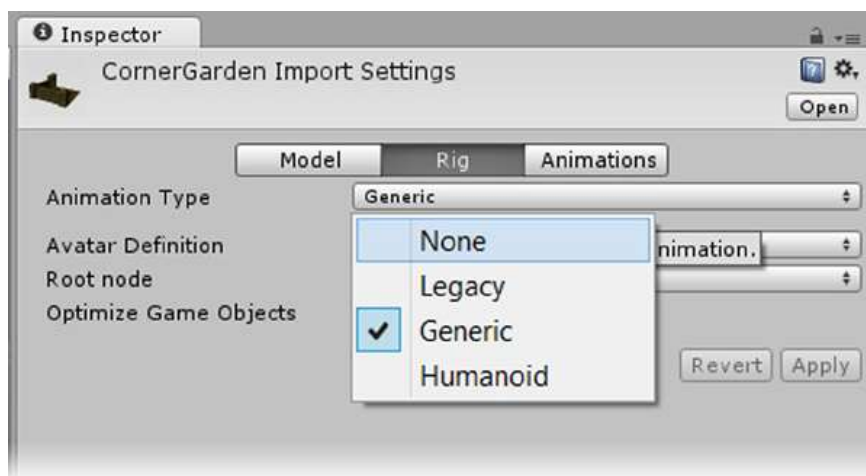 Inspector
CornerGarden Import Settings
Open
Model Rig Animations
Animation Type Generic
Avatar Definition
Root node
Optimize Game Objects
None
nimation.
Legacy
Generic
Humanoid
Revert Apply